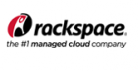 rackspace.
the #1 managed cloud company